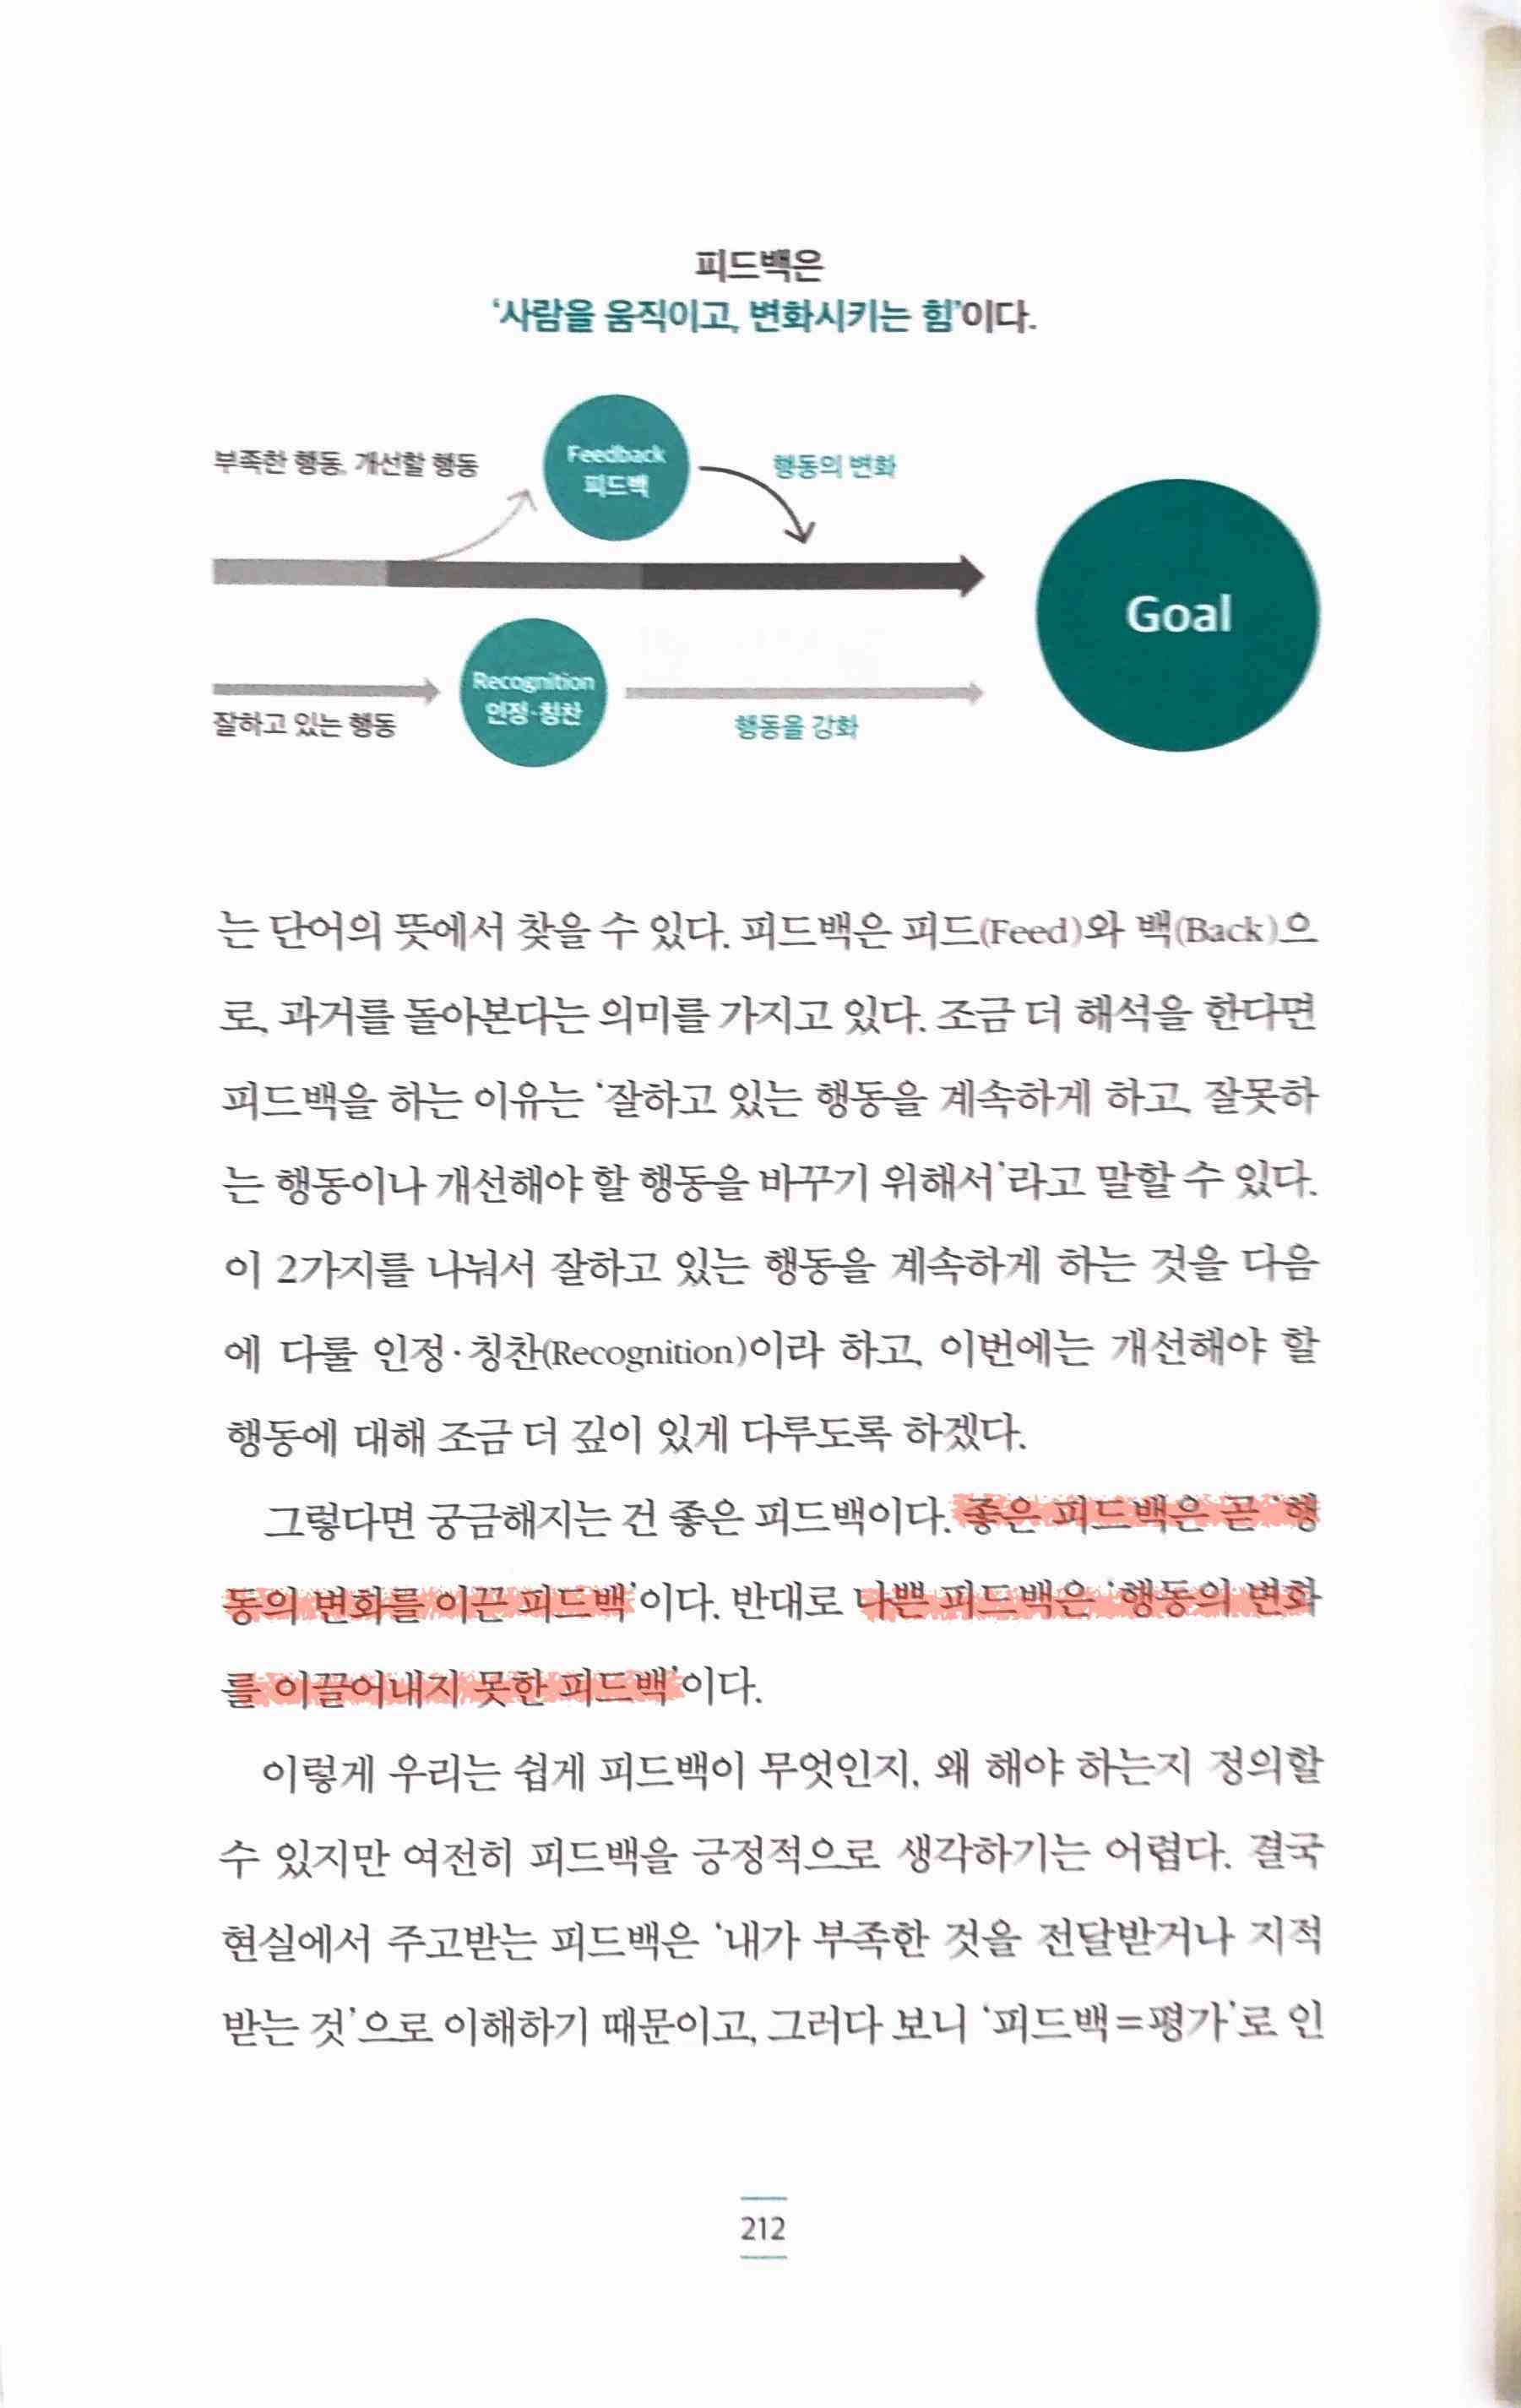 피드백은
‘사람을 움직이고, 변화시키는 힘’이다.
부족한 행동, 개선할 행동
Feedback
피드백
행동의 변화
Goal
Recognition
인정·칭찬
잘하고 있는 행동
행동을 강화
는 단어의 뜻에서 찾을 수 있다. 피드백은 피드(Feed)와 백(Back)으
로, 과거를 돌아본다는 의미를 가지고 있다. 조금 더 해석을 한다면
피드백을 하는 이유는 ‘잘하고 있는 행동을 계속하게 하고, 잘못하
는 행동이나 개선해야 할 행동을 바꾸기 위해서’라고 말할 수 있다.
이 2가지를 나눠서 잘하고 있는 행동을 계속하게 하는 것을 다음
에 다룰 인정·칭찬(Recognition)이라 하고, 이번에는 개선해야 할
행동에 대해 조금 더 깊이 있게 다루도록 하겠다.
그렇다면 궁금해지는 건 좋은 피드백이다. 좋은 피드백은 곧 ‘행
동의 변화를 이끈 피드백’이다. 반대로 나쁜 피드백은 ‘행동의 변화
를 이끌어내지 못한 피드백’이다.
이렇게 우리는 쉽게 피드백이 무엇인지, 왜 해야 하는지 정의할
수 있지만 여전히 피드백을 긍정적으로 생각하기는 어렵다. 결국
현실에서 주고받는 피드백은 ‘내가 부족한 것을 전달받거나 지적
받는 것’으로 이해하기 때문이고, 그러다 보니 ‘피드백=평가’로 인
212